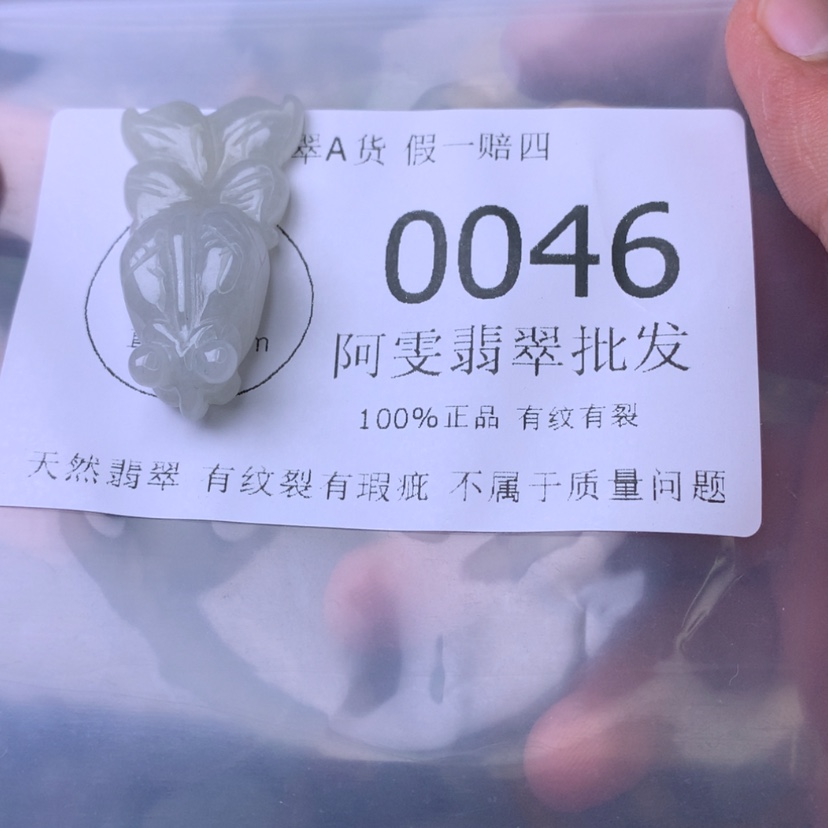 翠A货 假一赔四
0046
阿雯翡翠批发
100%正品 有纹有裂
天然翡翠 有纹裂有瑕疵 不属于质量问题